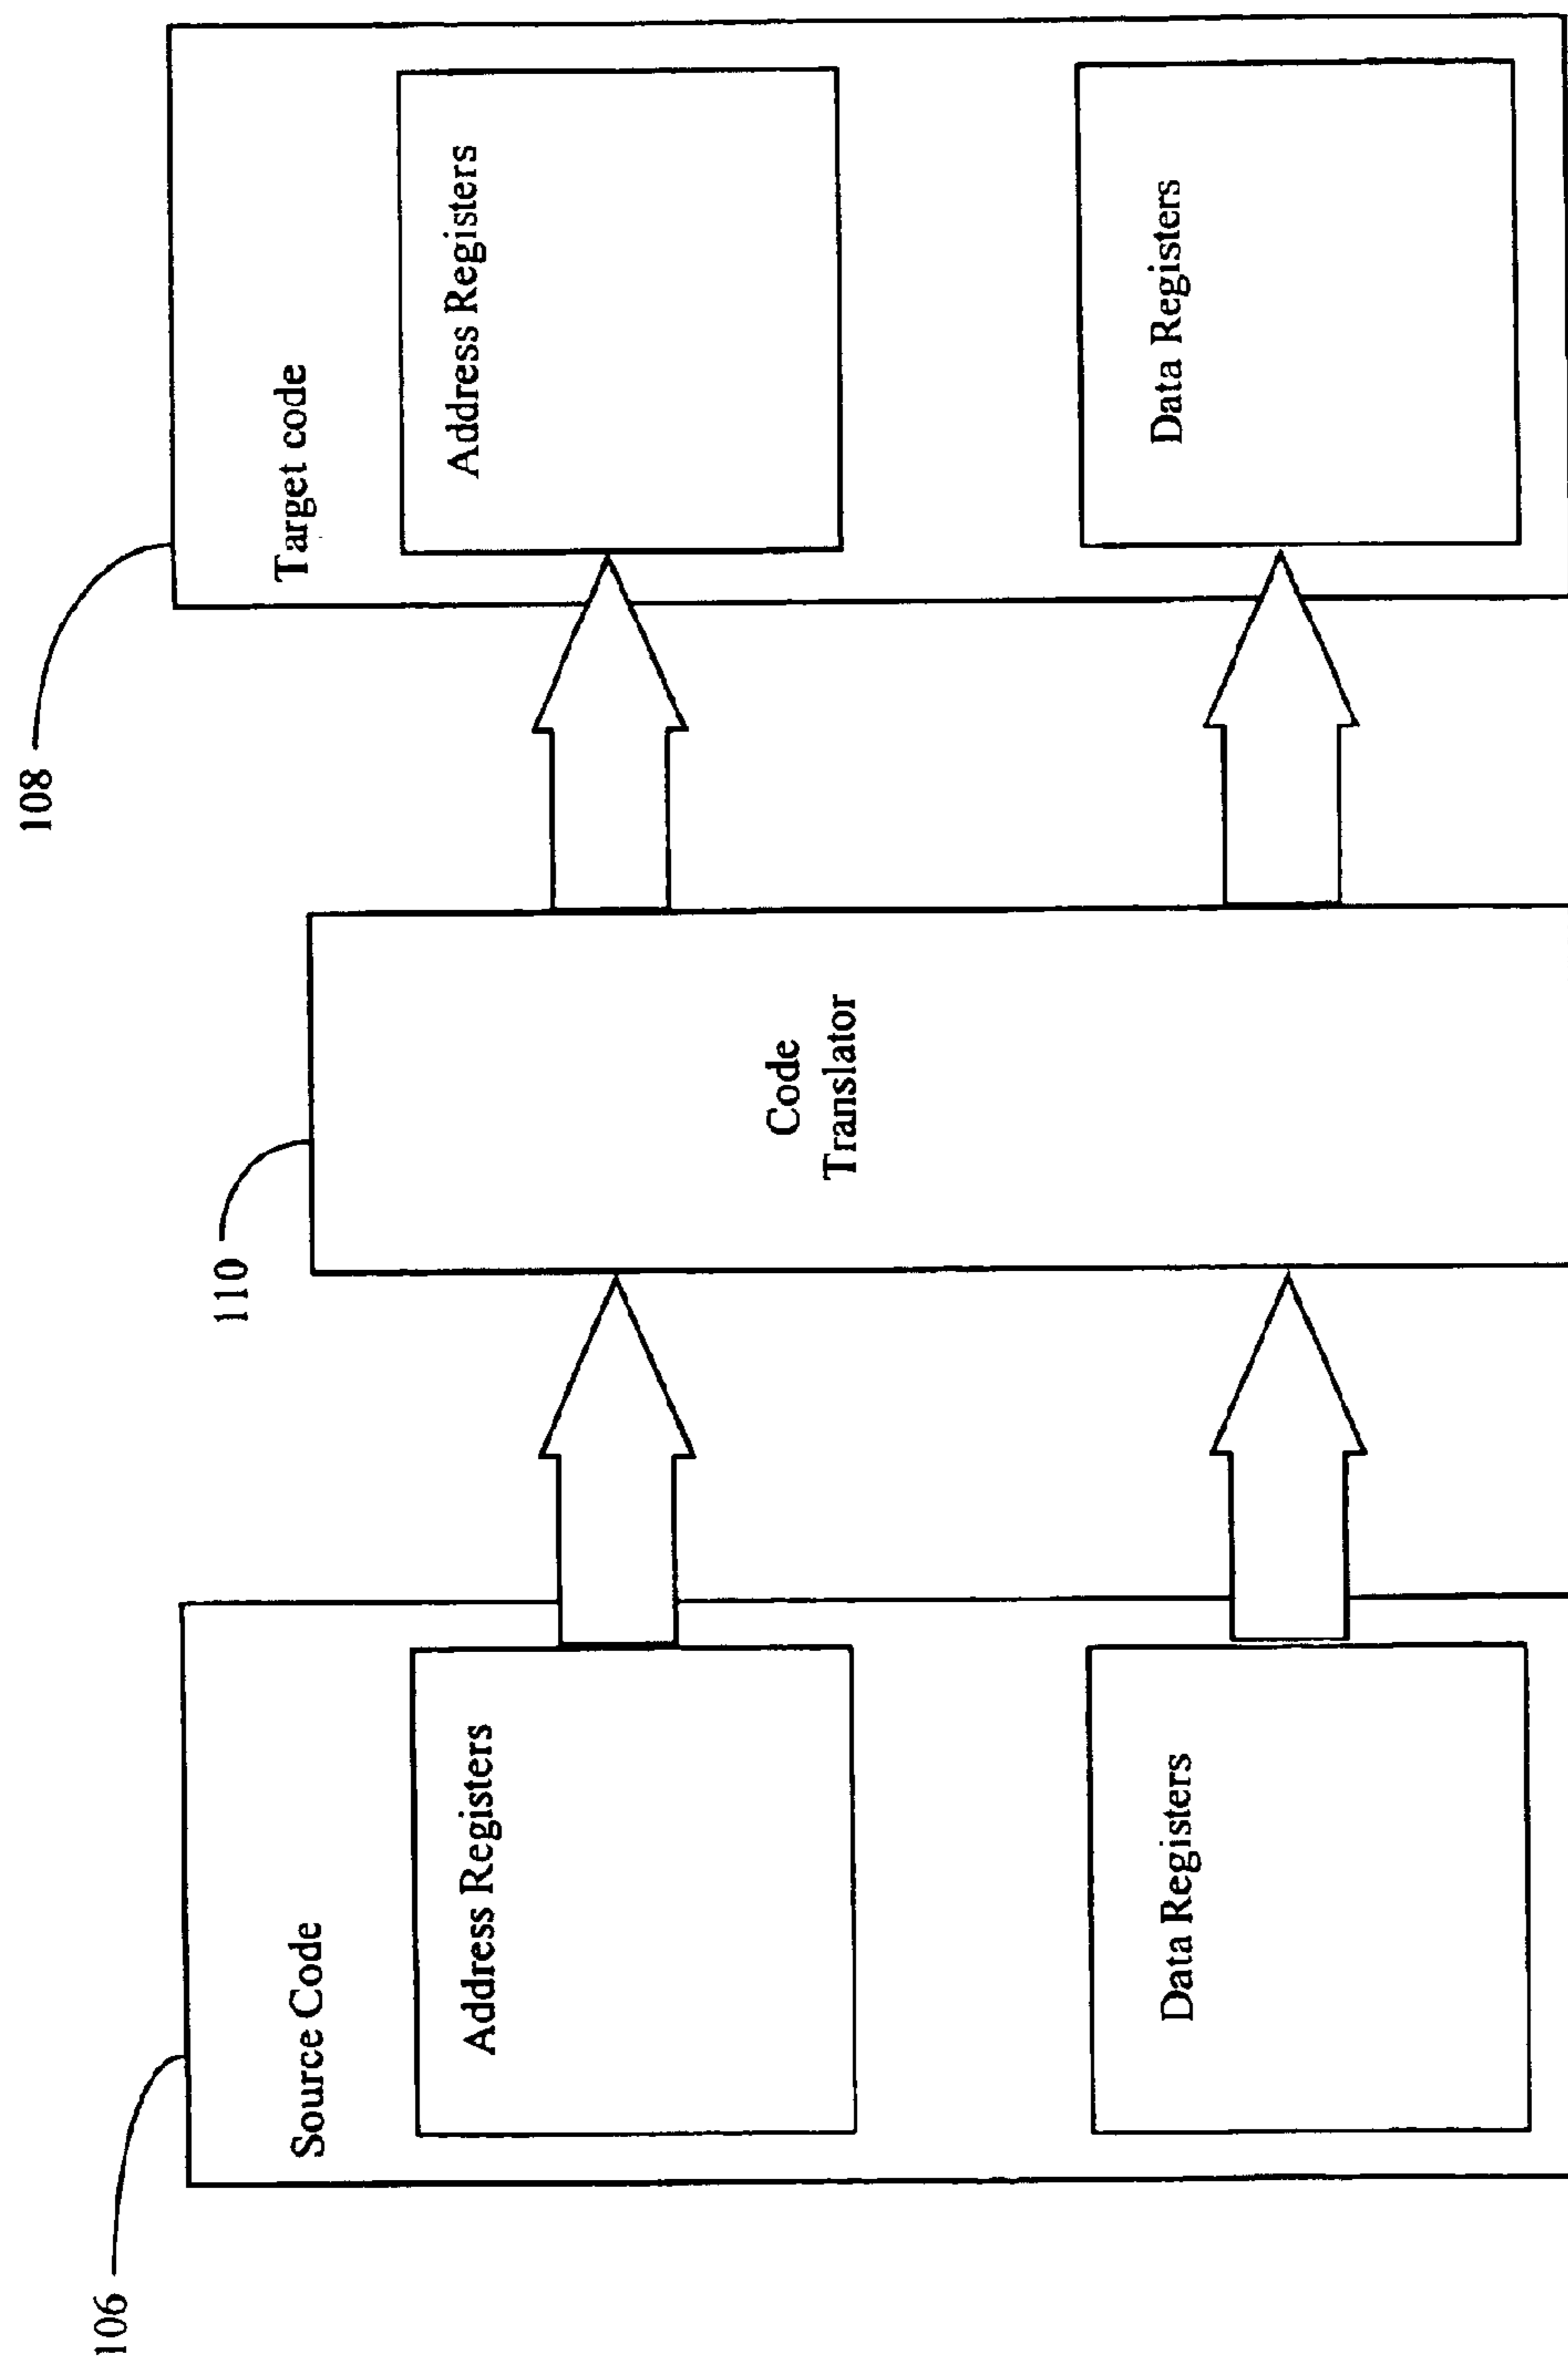 106
Source Code
Address Registers
Data Registers
110
Code
Translator
108
Target code
Address Registers
Data Registers